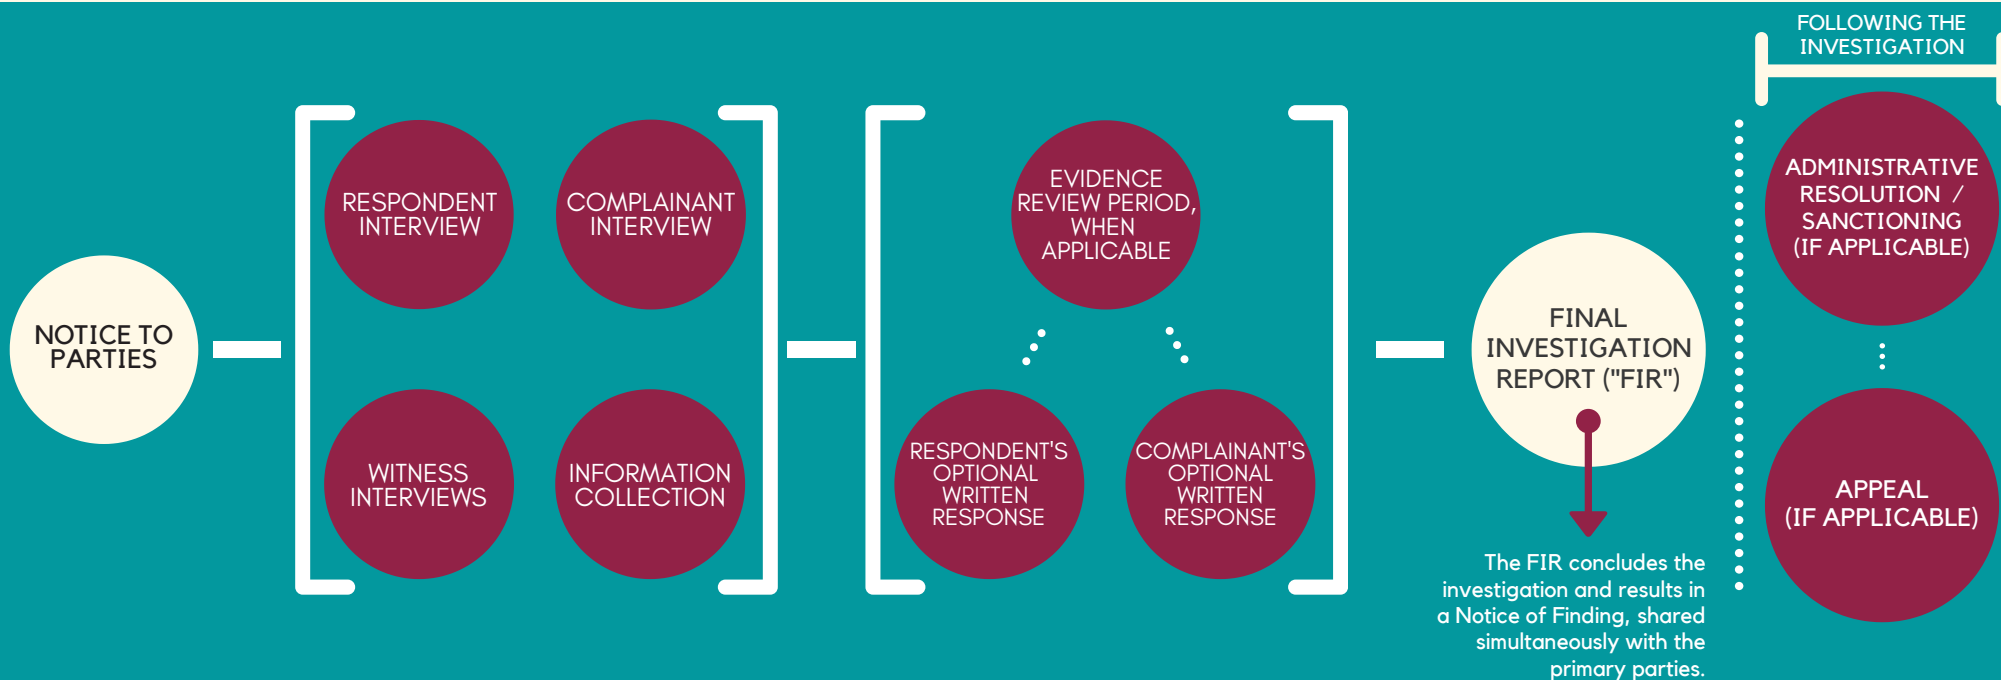 NOTICE TO
PARTIES
RESPONDENT
INTERVIEW
COMPLAINANT
INTERVIEW
WITNESS
INTERVIEWS
INFORMATION
COLLECTION
EVIDENCE
REVIEW PERIOD,
WHEN
APPLICABLE
RESPONDENT'S
OPTIONAL
WRITTEN
RESPONSE
COMPLAINANT'S
OPTIONAL
WRITTEN
RESPONSE
FINAL
INVESTIGATION
REPORT ("FIR")
The FIR concludes the
investigation and results in
a Notice of Finding, shared
simultaneously with the
primary parties.
FOLLOWING THE
INVESTIGATION
ADMINISTRATIVE
RESOLUTION /
SANCTIONING
(IF APPLICABLE)
APPEAL
(IF APPLICABLE)